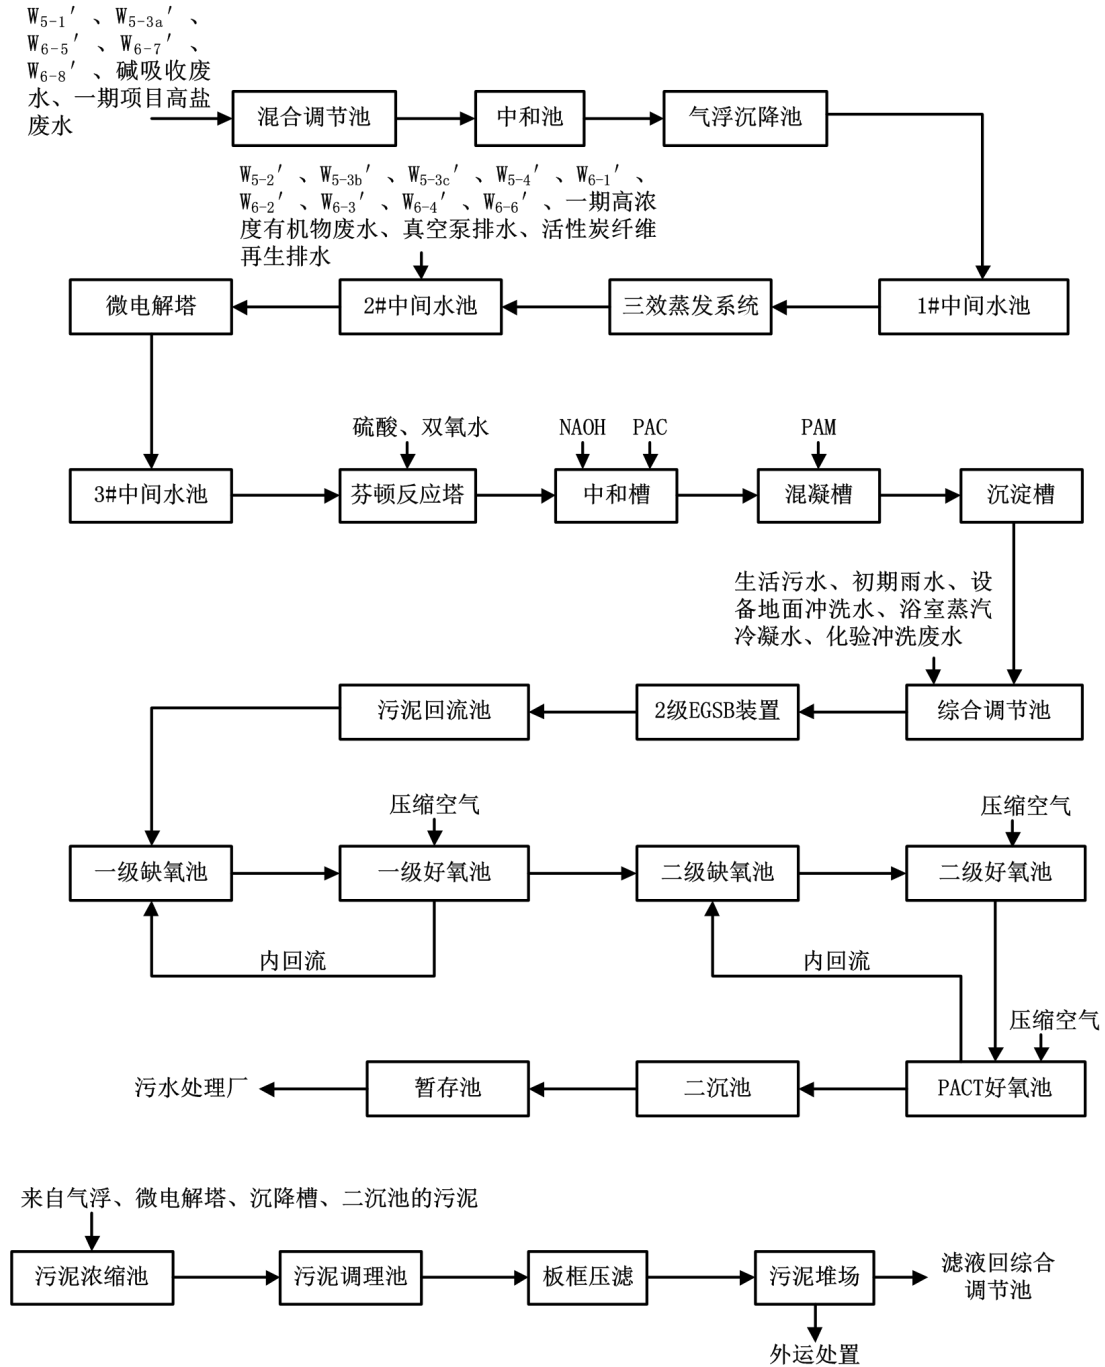 W5-1′、W5-3a′、
W6-5′、W6-7′、
W6-8′、碱吸收废
水、一期项目高盐
废水
混合调节池
中和池
气浮沉降池
W5-2′、W5-3b′、W5-3c′、W5-4′、W6-1′、
W6-2′、W6-3′、W6-4′、W6-6′、一期高浓
度有机物废水、真空泵排水、活性炭纤维
再生排水
微电解塔
2#中间水池
三效蒸发系统
1#中间水池
硫酸、双氧水
NAOH
PAC
PAM
3#中间水池
芬顿反应塔
中和槽
混凝槽
沉淀槽
生活污水、初期雨水、设
备地面冲洗水、浴室蒸汽
冷凝水、化验冲洗废水
污泥回流池
2级EGSB装置
综合调节池
压缩空气
压缩空气
一级缺氧池
一级好氧池
二级缺氧池
二级好氧池
内回流
内回流
压缩空气
污水处理厂
暂存池
二沉池
PACT好氧池
来自气浮、微电解塔、沉降槽、二沉池的污泥
污泥浓缩池
污泥调理池
板框压滤
污泥堆场
滤液回综合
调节池
外运处置